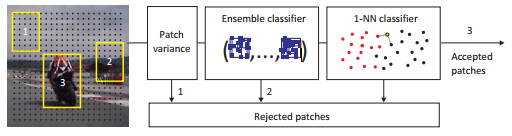 1
2
3
Patch
variance
Ensemble classifier
( ,..., )
1-NN classifier
3
Accepted
patches
1
2
Rejected patches